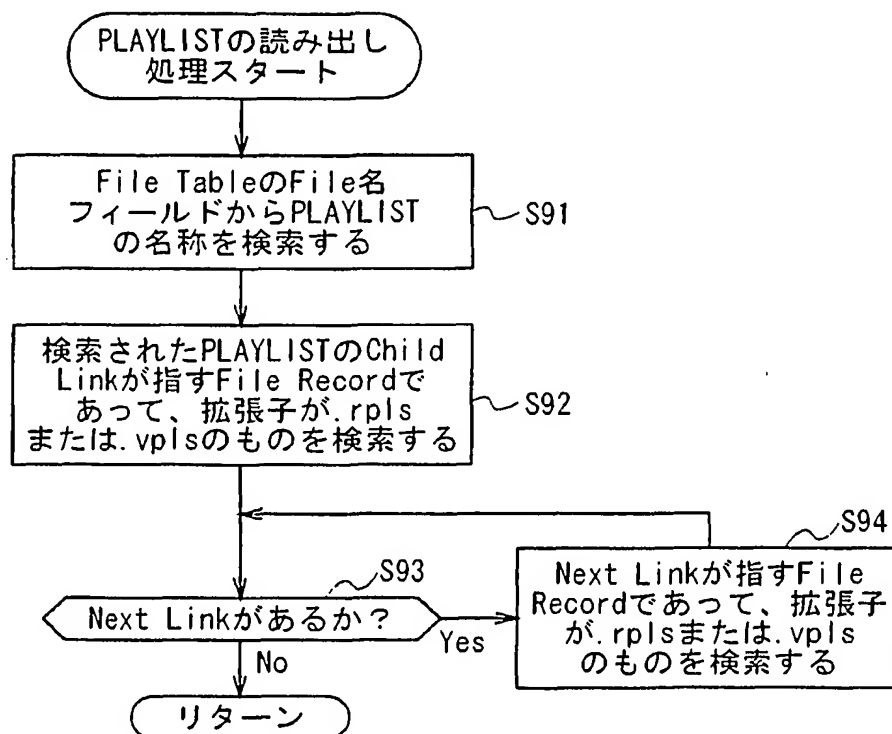 PLAYLISTの読み出し
処理スタート
File TableのFile名
フィールドからPLAYLIST
の名称を検索する
S91
検索されたPLAYLISTのChild
Linkが指すFile Recordで
あって、拡張子が.rpls
または.vplsのものを検索する
S92
S93
Next Linkがあるか?
Yes
No
S94
Next Linkが指すFile
Recordであって、拡張子
が.rplsまたは.vpls
のものを検索する
リターン